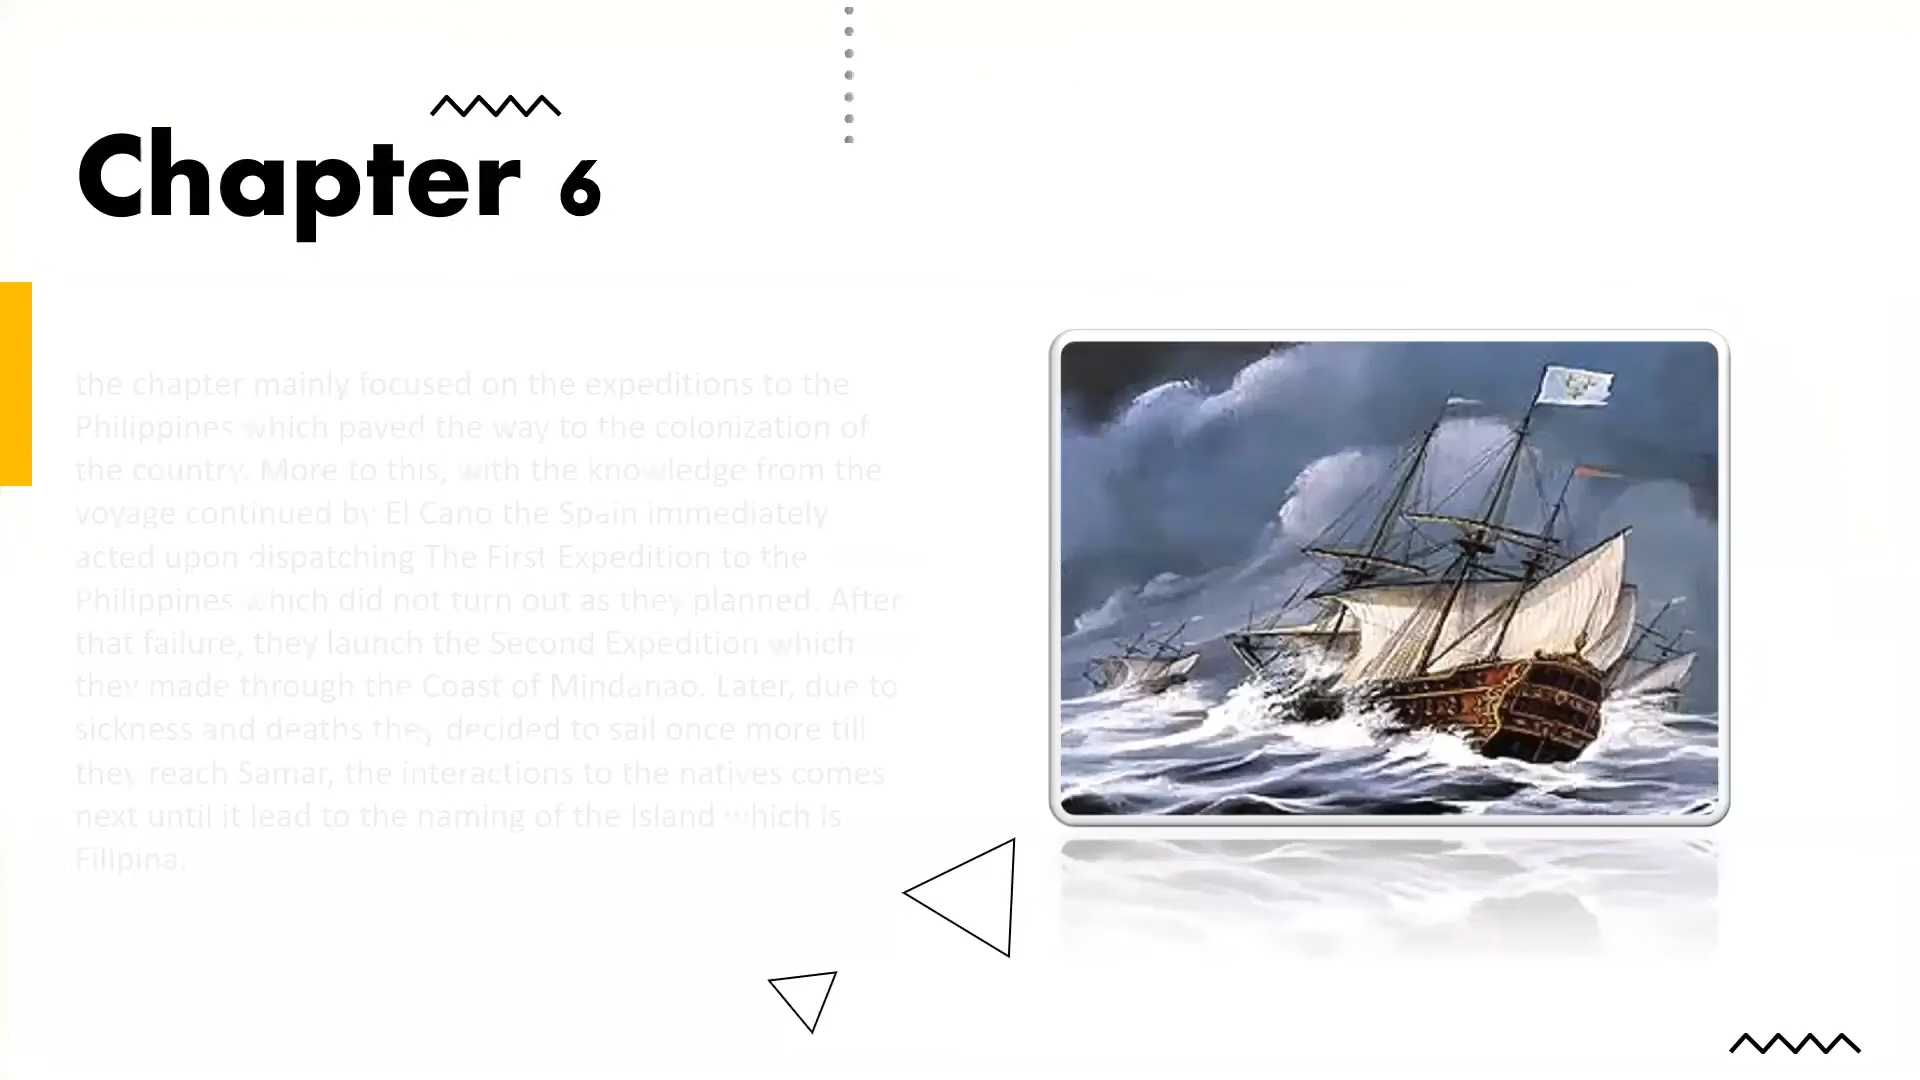 Chapter 6
the chapter mainly focused on the expeditions to the
Philippines which paved the way to the colonization of
the country. More to this, with the knowledge from the
voyage continued by El Cano the Spain immediately
acted upon dispatching The First Expedition to the
Philippines which did not turn out as they planned. After
that failure, they launch the Second Expedition which
they made through the Coast of Mindanao. Later, due to
sickness and deaths they decided to sail once more till
they reach Samar, the interactions to the natives comes
next until it lead to the naming of the Island which is
Filipina.